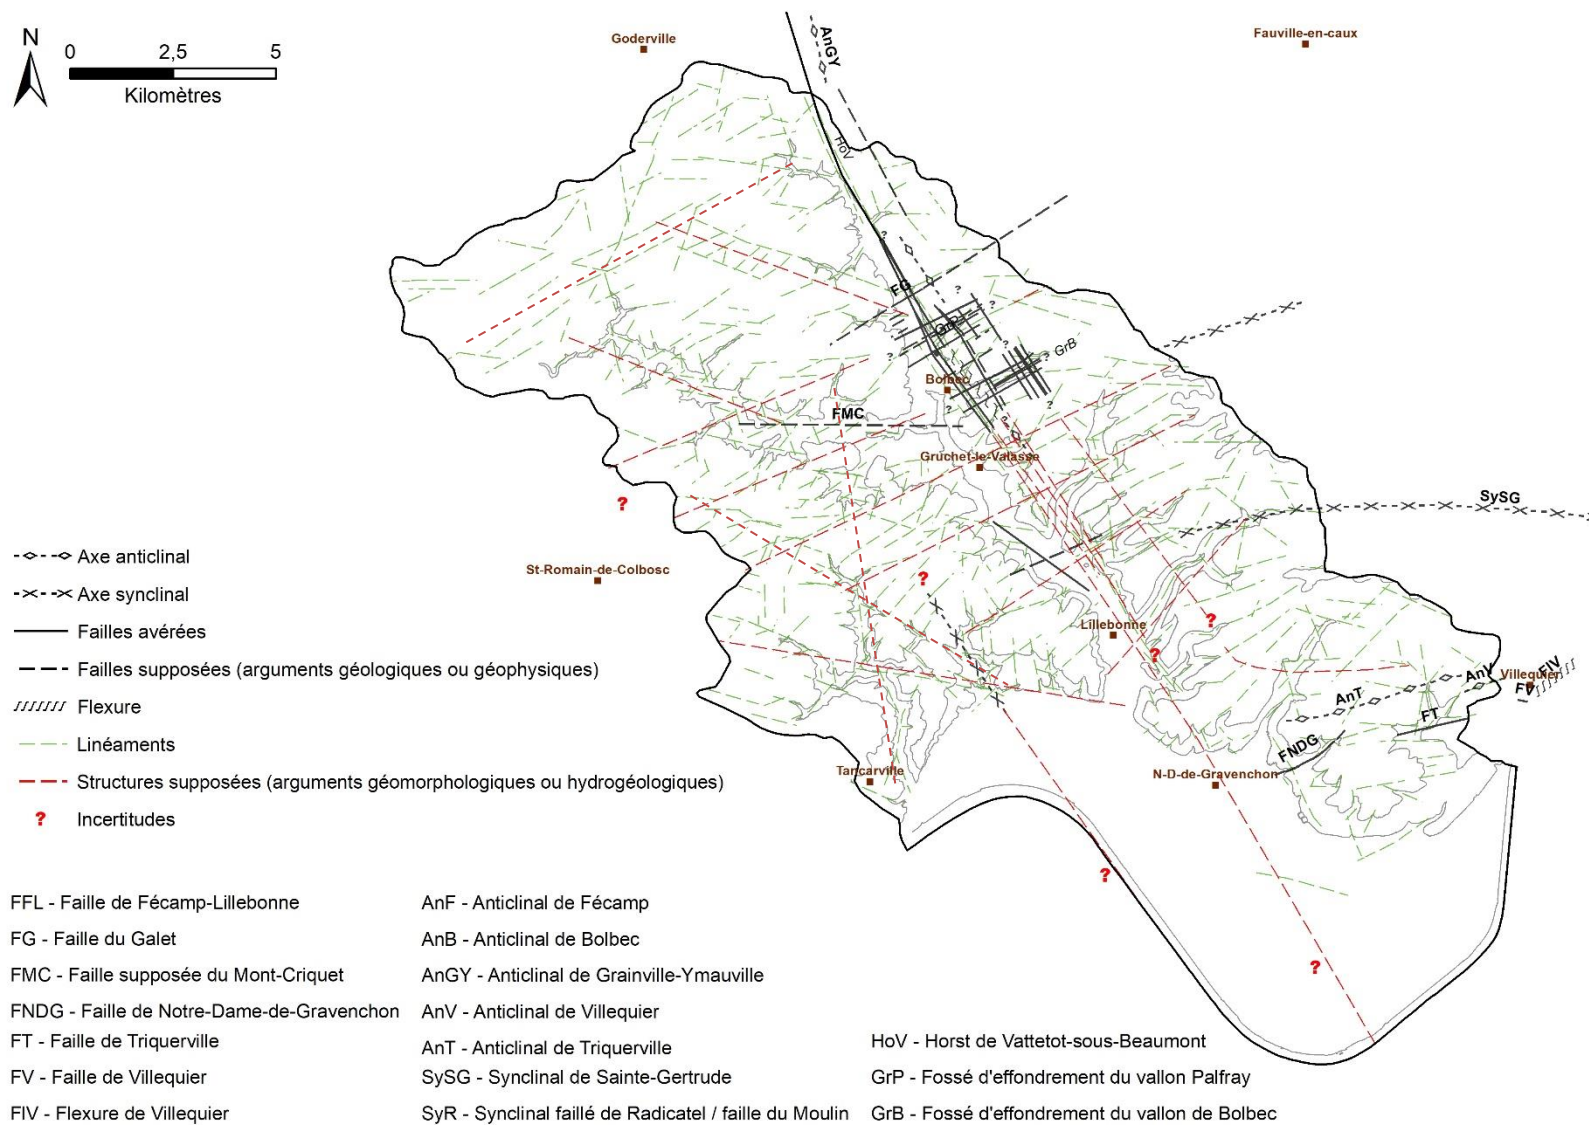 N
0 2,5 5
Kilomètres
Goderville
Fauville-en-caux
AnGY
HoV
?
FG
?
?
GrP
?
?
?
GrB
Bolbec
?
?
?
FMC
Gruchet-le-Valasse
?
SySG
St-Romain-de-Colbosc
?
Lillebonne
?
?
Villequier
FlV
AnV
FV
AnT
FT
FNDG
Tancarville
N-D-de-Gravenchon
?
?
Axe anticlinal
Axe synclinal
Failles avérées
Failles supposées (arguments géologiques ou géophysiques)
Flexure
Linéaments
Structures supposées (arguments géomorphologiques ou hydrogéologiques)
? Incertitudes
FFL - Faille de Fécamp-Lillebonne
FG - Faille du Galet
FMC - Faille supposée du Mont-Criquet
FNDG - Faille de Notre-Dame-de-Gravenchon
FT - Faille de Triquerville
FV - Faille de Villequier
FIV - Flexure de Villequier
AnF - Anticlinal de Fécamp
AnB - Anticlinal de Bolbec
AnGY - Anticlinal de Grainville-Ymauville
AnV - Anticlinal de Villequier
AnT - Anticlinal de Triquerville
SySG - Synclinal de Sainte-Gertrude
SyR - Synclinal faillé de Radicatel / faille du Moulin
HoV - Horst de Vattetot-sous-Beaumont
GrP - Fossé d'effondrement du vallon Palfray
GrB - Fossé d'effondrement du vallon de Bolbec